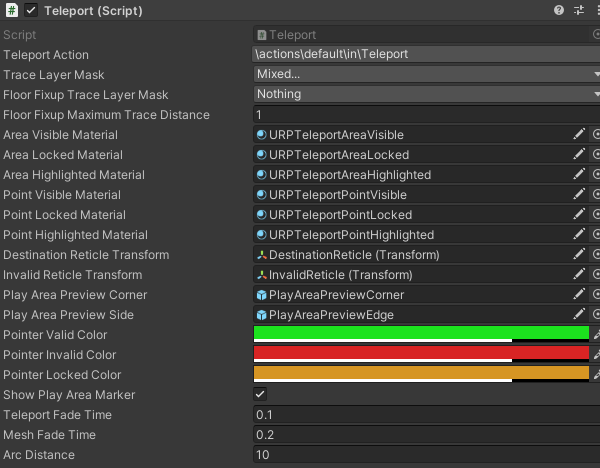 Teleport (Script)
Script Teleport
Teleport Action \actions\default\in\Teleport
Trace Layer Mask Mixed...
Floor Fixup Trace Layer Mask Nothing
Floor Fixup Maximum Trace Distance 1
Area Visible Material URPTeleportAreaVisible
Area Locked Material URPTeleportAreaLocked
Area Highlighted Material URPTeleportAreaHighlighted
Point Visible Material URPTeleportPointVisible
Point Locked Material URPTeleportPointLocked
Point Highlighted Material URPTeleportPointHighlighted
Destination Reticle Transform DestinationReticle (Transform)
Invalid Reticle Transform InvalidReticle (Transform)
Play Area Preview Corner PlayAreaPreviewCorner
Play Area Preview Side PlayAreaPreviewEdge
Pointer Valid Color
Pointer Invalid Color
Pointer Locked Color
Show Play Area Marker
Teleport Fade Time 0.1
Mesh Fade Time 0.2
Arc Distance 10